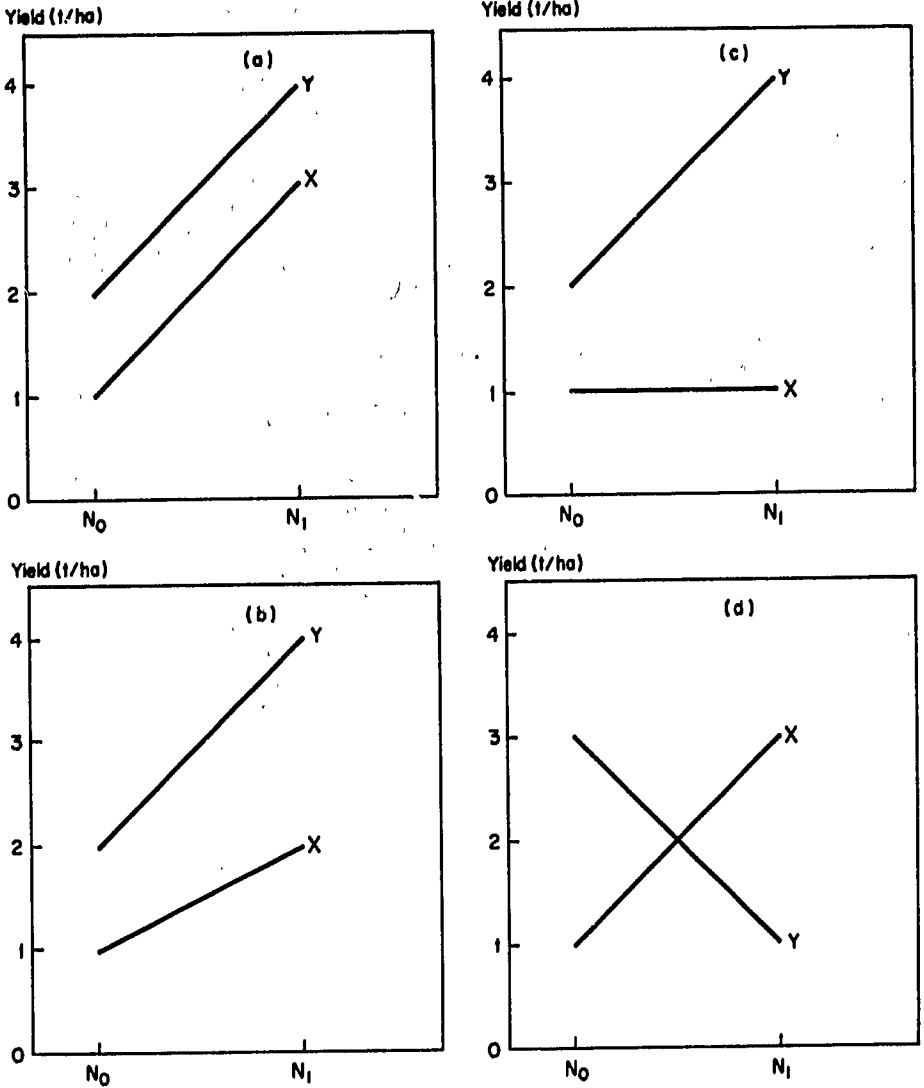 Yield (t/ha)
(a)
4
3
2
1
0
Y
X
N₀ N₁
Yield (t/ha)
(c)
4
3
2
1
0
Y
X
N₀ N₁
Yield (t/ha)
(b)
4
3
2
1
0
Y
X
N₀ N₁
Yield (t/ha)
(d)
4
3
2
1
0
X
Y
N₀ N₁